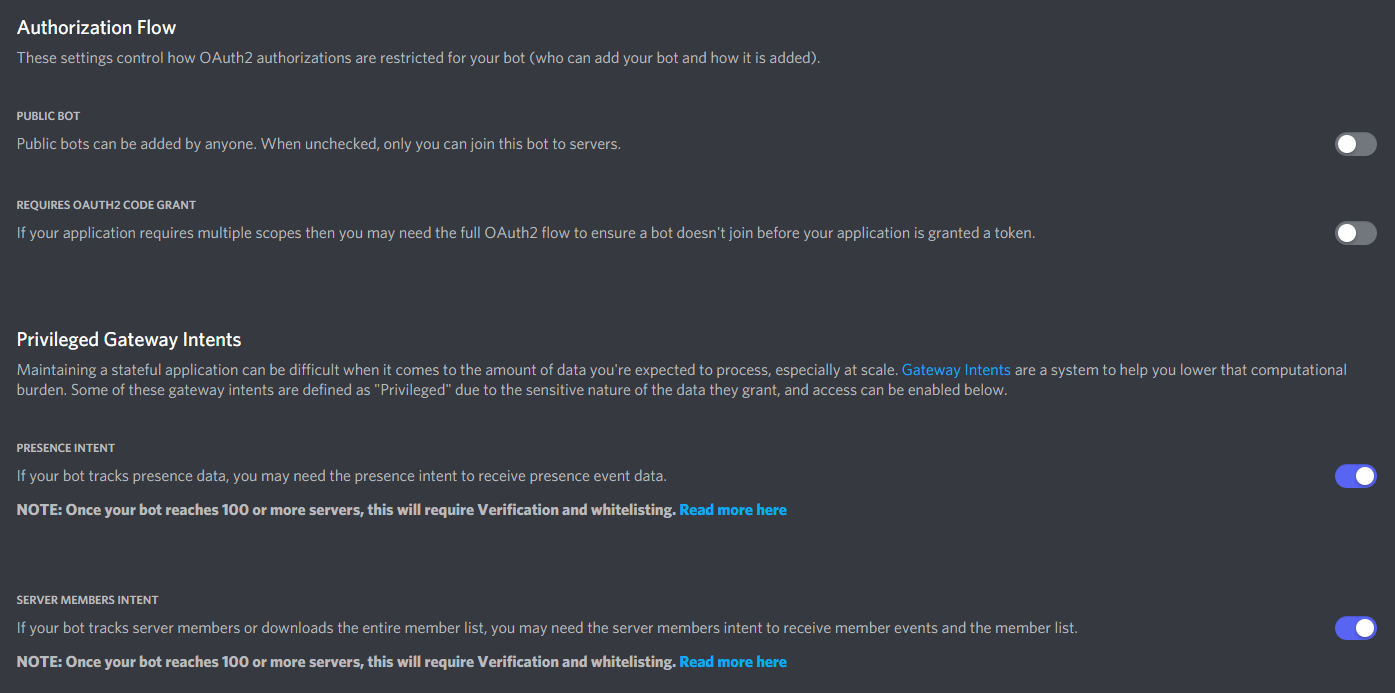 Authorization Flow
These settings control how OAuth2 authorizations are restricted for your bot (who can add your bot and how it is added).
PUBLIC BOT
Public bots can be added by anyone. When unchecked, only you can join this bot to servers.
REQUIRES OAUTH2 CODE GRANT
If your application requires multiple scopes then you may need the full OAuth2 flow to ensure a bot doesn't join before your application is granted a token.
Privileged Gateway Intents
Maintaining a stateful application can be difficult when it comes to the amount of data you're expected to process, especially at scale. Gateway Intents are a system to help you lower that computational
burden. Some of these gateway intents are defined as "Privileged" due to the sensitive nature of the data they grant, and access can be enabled below.
PRESENCE INTENT
If your bot tracks presence data, you may need the presence intent to receive presence event data.
NOTE: Once your bot reaches 100 or more servers, this will require Verification and whitelisting. Read more here
SERVER MEMBERS INTENT
If your bot tracks server members or downloads the entire member list, you may need the server members intent to receive member events and the member list.
NOTE: Once your bot reaches 100 or more servers, this will require Verification and whitelisting. Read more here